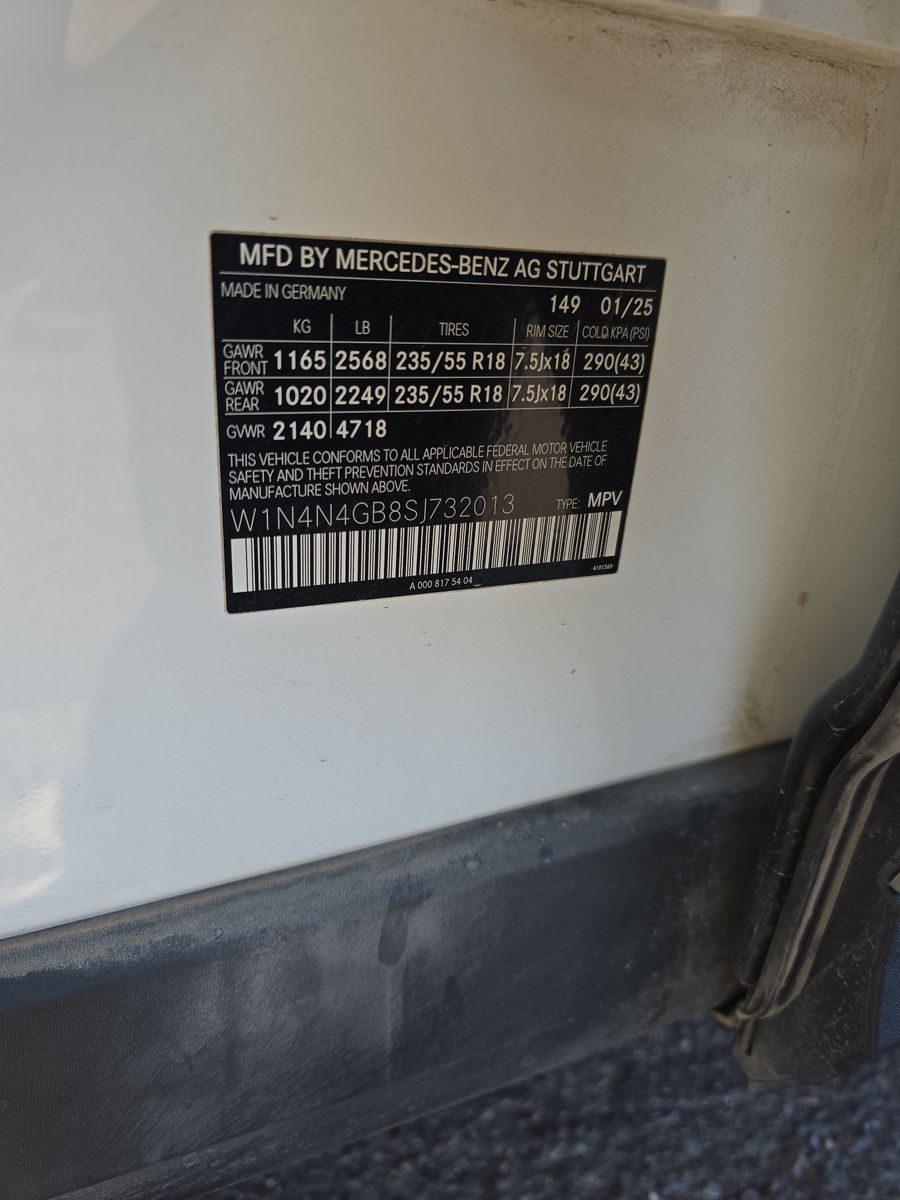 MFD BY MERCEDES-BENZ AG STUTTGART
MADE IN GERMANY 149 01/25
KG LB TIRES RIM SIZE COLD KPA (PSI)
GAWR FRONT 1165 2568 235/55 R18 7.5Jx18 290(43)
GAWR REAR 1020 2249 235/55 R18 7.5Jx18 290(43)
GVWR 2140 4718
THIS VEHICLE CONFORMS TO ALL APPLICABLE FEDERAL MOTOR VEHICLE
SAFETY AND THEFT PREVENTION STANDARDS IN EFFECT ON THE DATE OF
MANUFACTURE SHOWN ABOVE.
W1N4N4GB8SJ732013 TYPE: MPV
A 000 817 54 04 4191569